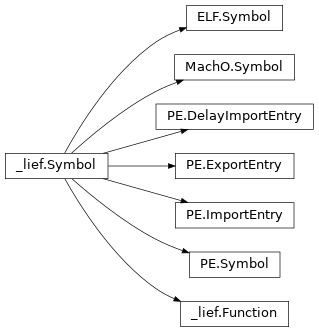 ELF.Symbol
MachO.Symbol
PE.DelayImportEntry
_lief.Symbol
PE.ExportEntry
PE.ImportEntry
PE.Symbol
_lief.Function